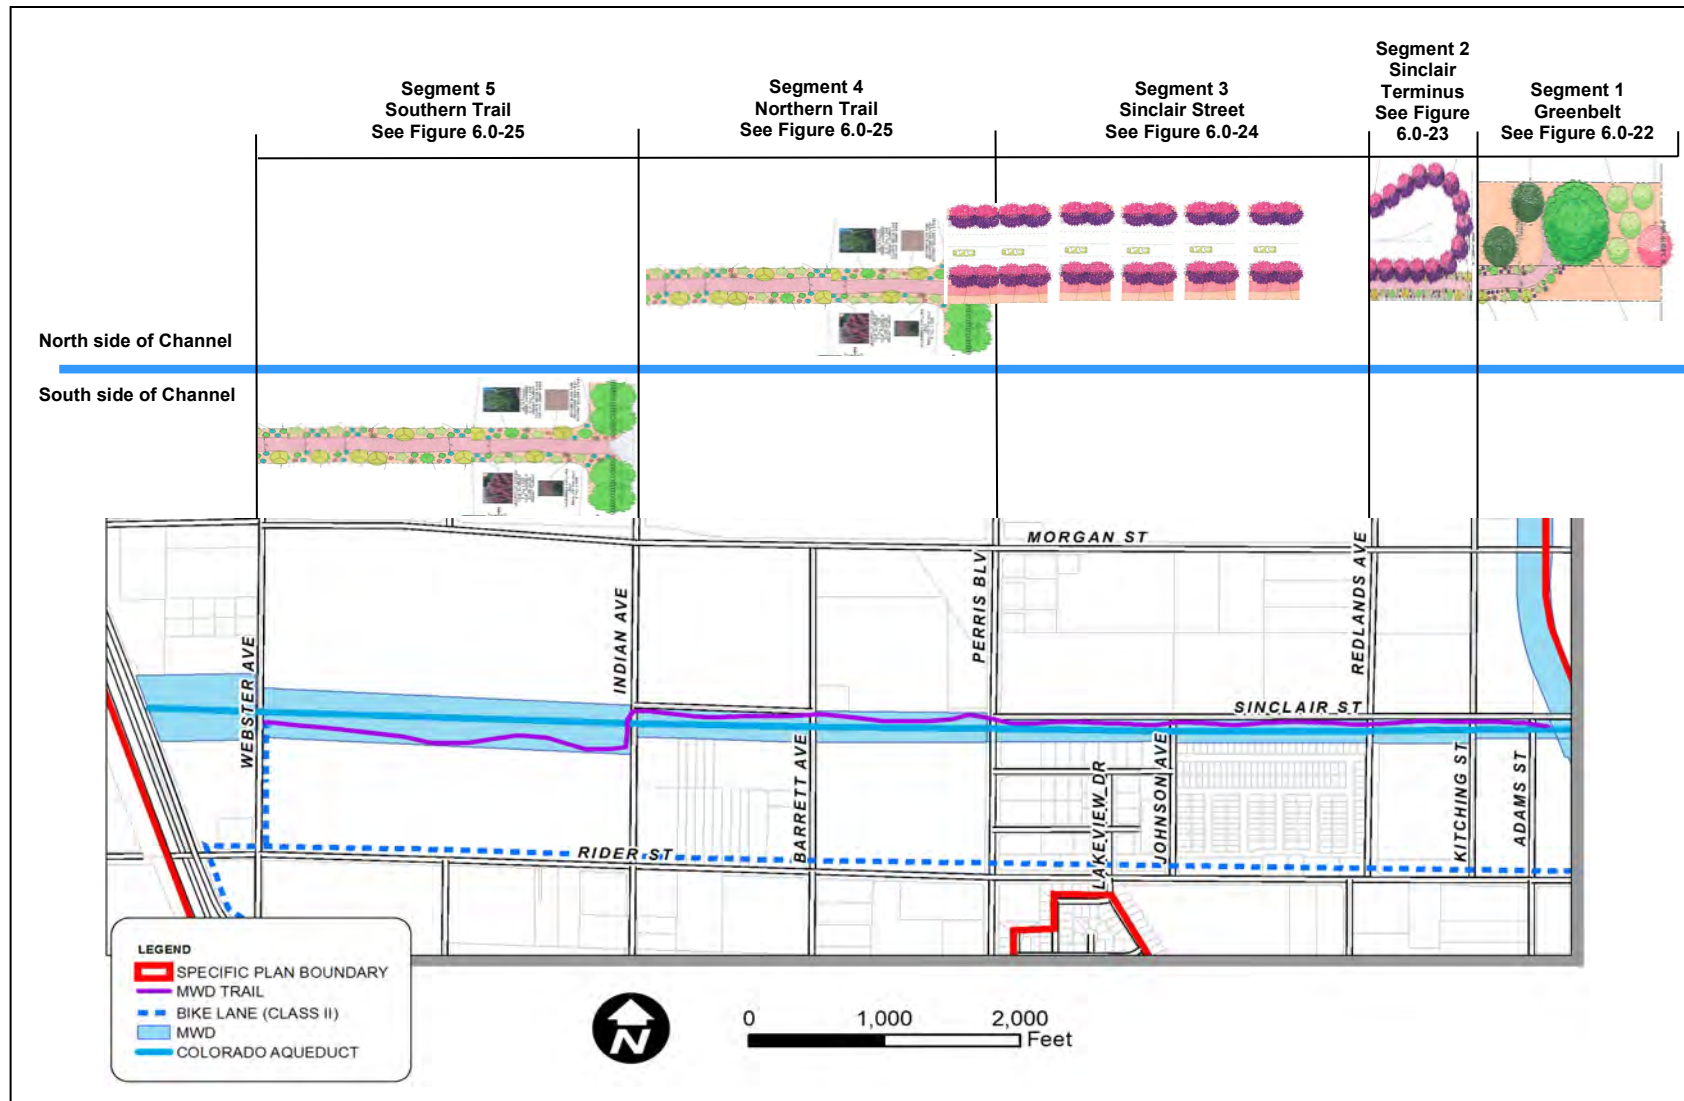 Segment 5
Southern Trail
See Figure 6.0-25
Segment 4
Northern Trail
See Figure 6.0-25
Segment 3
Sinclair Street
See Figure 6.0-24
Segment 2
Sinclair
Terminus
See Figure
6.0-23
Segment 1
Greenbelt
See Figure 6.0-22
North side of Channel
South side of Channel
MORGAN ST
WEBSTER AVE
INDIAN AVE
PERRIS BLV
REDLANDS AVE
SINCLAIR ST
BARRETT AVE
LAKEVIEW DR
JOHNSON AVE
KITCHING ST
ADAMS ST
RIDER ST
LEGEND
SPECIFIC PLAN BOUNDARY
MWD TRAIL
BIKE LANE (CLASS II)
MWD
COLORADO AQUEDUCT
N
0 1,000 2,000
Feet